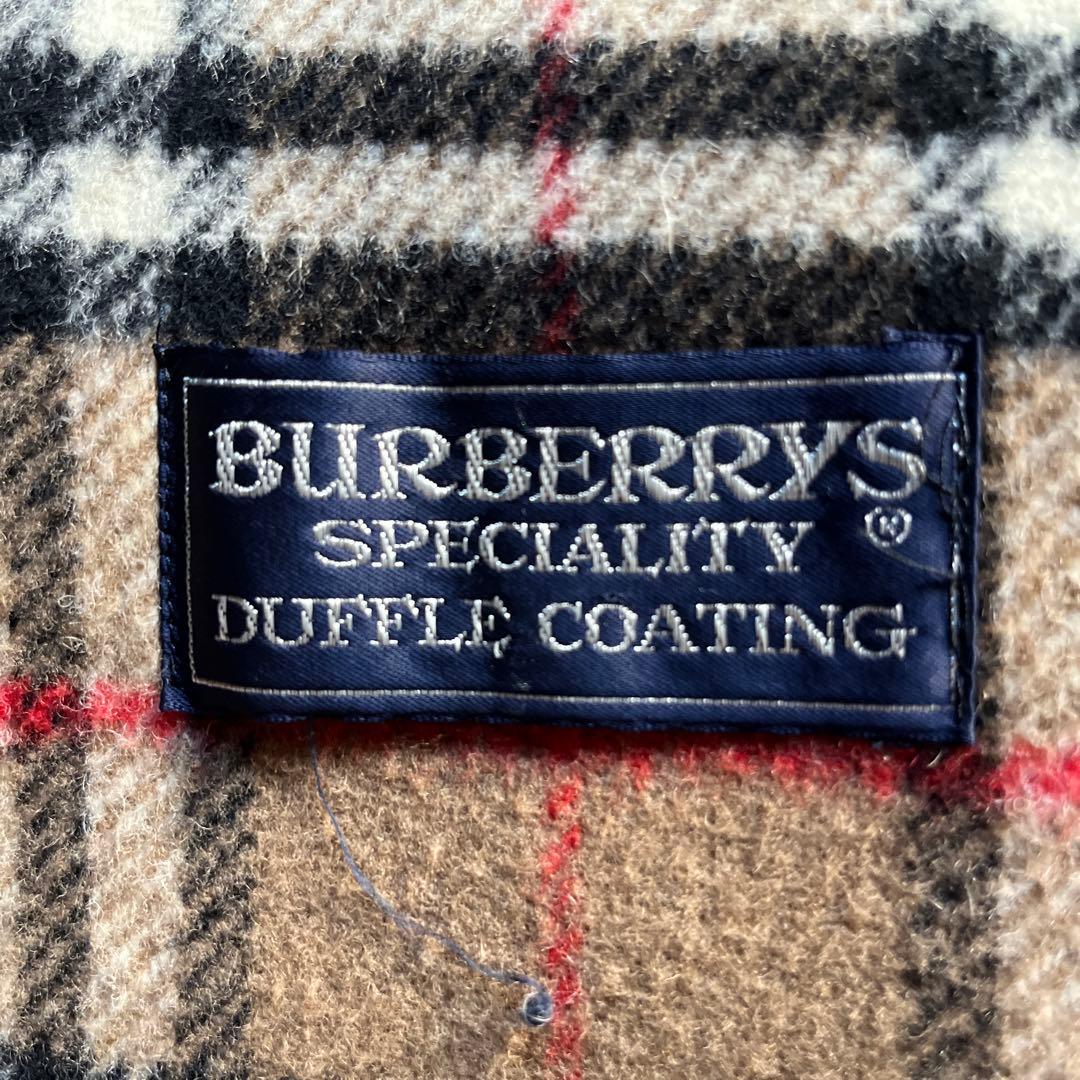 BURBERRYS
SPECIALITY ®
DUFFLE COATING